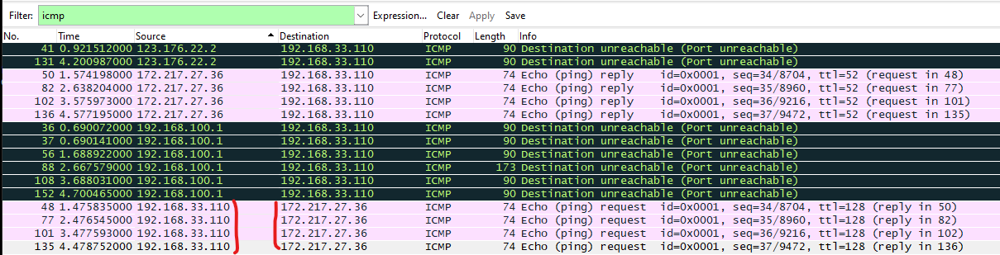 Filter: icmp Expression... Clear Apply Save
No. Time Source Destination Protocol Length Info
41 0.921512000 123.176.22.2 192.168.33.110 ICMP 90 Destination unreachable (Port unreachable)
131 4.200987000 123.176.22.2 192.168.33.110 ICMP 90 Destination unreachable (Port unreachable)
50 1.574198000 172.217.27.36 192.168.33.110 ICMP 74 Echo (ping) reply id=0x0001, seq=34/8704, ttl=52 (request in 48)
82 2.638204000 172.217.27.36 192.168.33.110 ICMP 74 Echo (ping) reply id=0x0001, seq=35/8960, ttl=52 (request in 77)
102 3.575973000 172.217.27.36 192.168.33.110 ICMP 74 Echo (ping) reply id=0x0001, seq=36/9216, ttl=52 (request in 101)
136 4.577195000 172.217.27.36 192.168.33.110 ICMP 74 Echo (ping) reply id=0x0001, seq=37/9472, ttl=52 (request in 135)
36 0.690072000 192.168.100.1 192.168.33.110 ICMP 90 Destination unreachable (Port unreachable)
37 0.690141000 192.168.100.1 192.168.33.110 ICMP 90 Destination unreachable (Port unreachable)
56 1.688922000 192.168.100.1 192.168.33.110 ICMP 90 Destination unreachable (Port unreachable)
88 2.667579000 192.168.100.1 192.168.33.110 ICMP 173 Destination unreachable (Port unreachable)
108 3.688031000 192.168.100.1 192.168.33.110 ICMP 90 Destination unreachable (Port unreachable)
152 4.700465000 192.168.100.1 192.168.33.110 ICMP 90 Destination unreachable (Port unreachable)
48 1.475835000 192.168.33.110 172.217.27.36 ICMP 74 Echo (ping) request id=0x0001, seq=34/8704, ttl=128 (reply in 50)
77 2.476545000 192.168.33.110 172.217.27.36 ICMP 74 Echo (ping) request id=0x0001, seq=35/8960, ttl=128 (reply in 82)
101 3.477593000 192.168.33.110 172.217.27.36 ICMP 74 Echo (ping) request id=0x0001, seq=36/9216, ttl=128 (reply in 102)
135 4.478752000 192.168.33.110 172.217.27.36 ICMP 74 Echo (ping) request id=0x0001, seq=37/9472, ttl=128 (reply in 136)